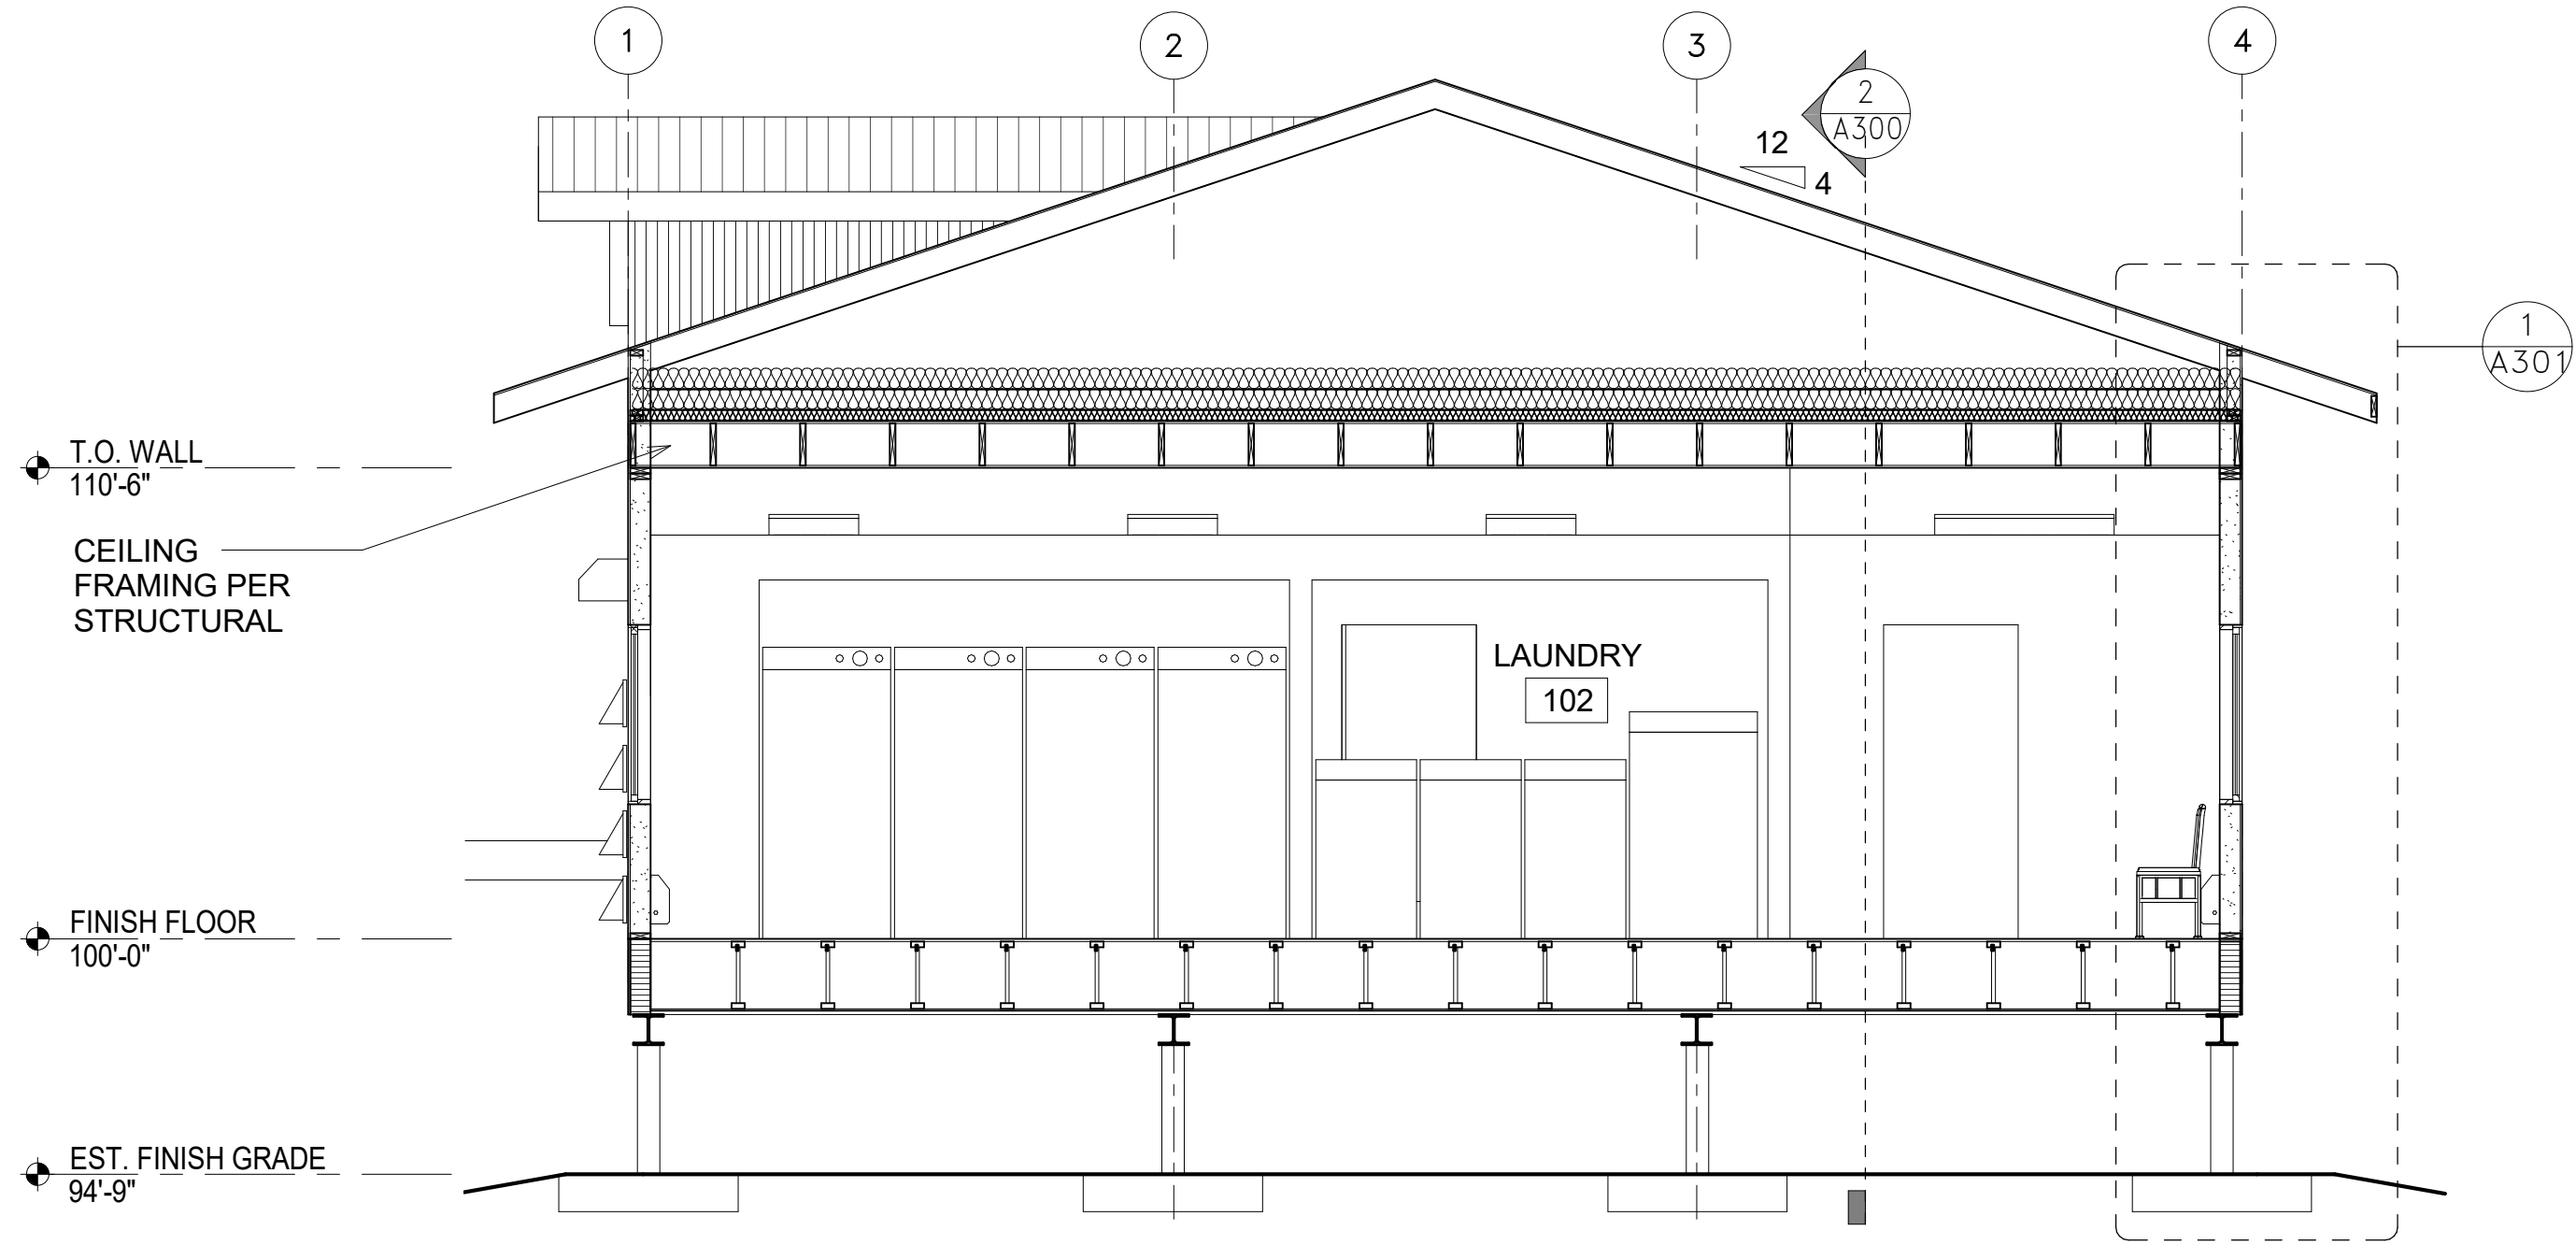 1
2
3
4
2
A300
12
4
1
A301
T.O. WALL
110'-6"
CEILING
FRAMING PER
STRUCTURAL
LAUNDRY
102
FINISH FLOOR
100'-0"
EST. FINISH GRADE
94'-9"